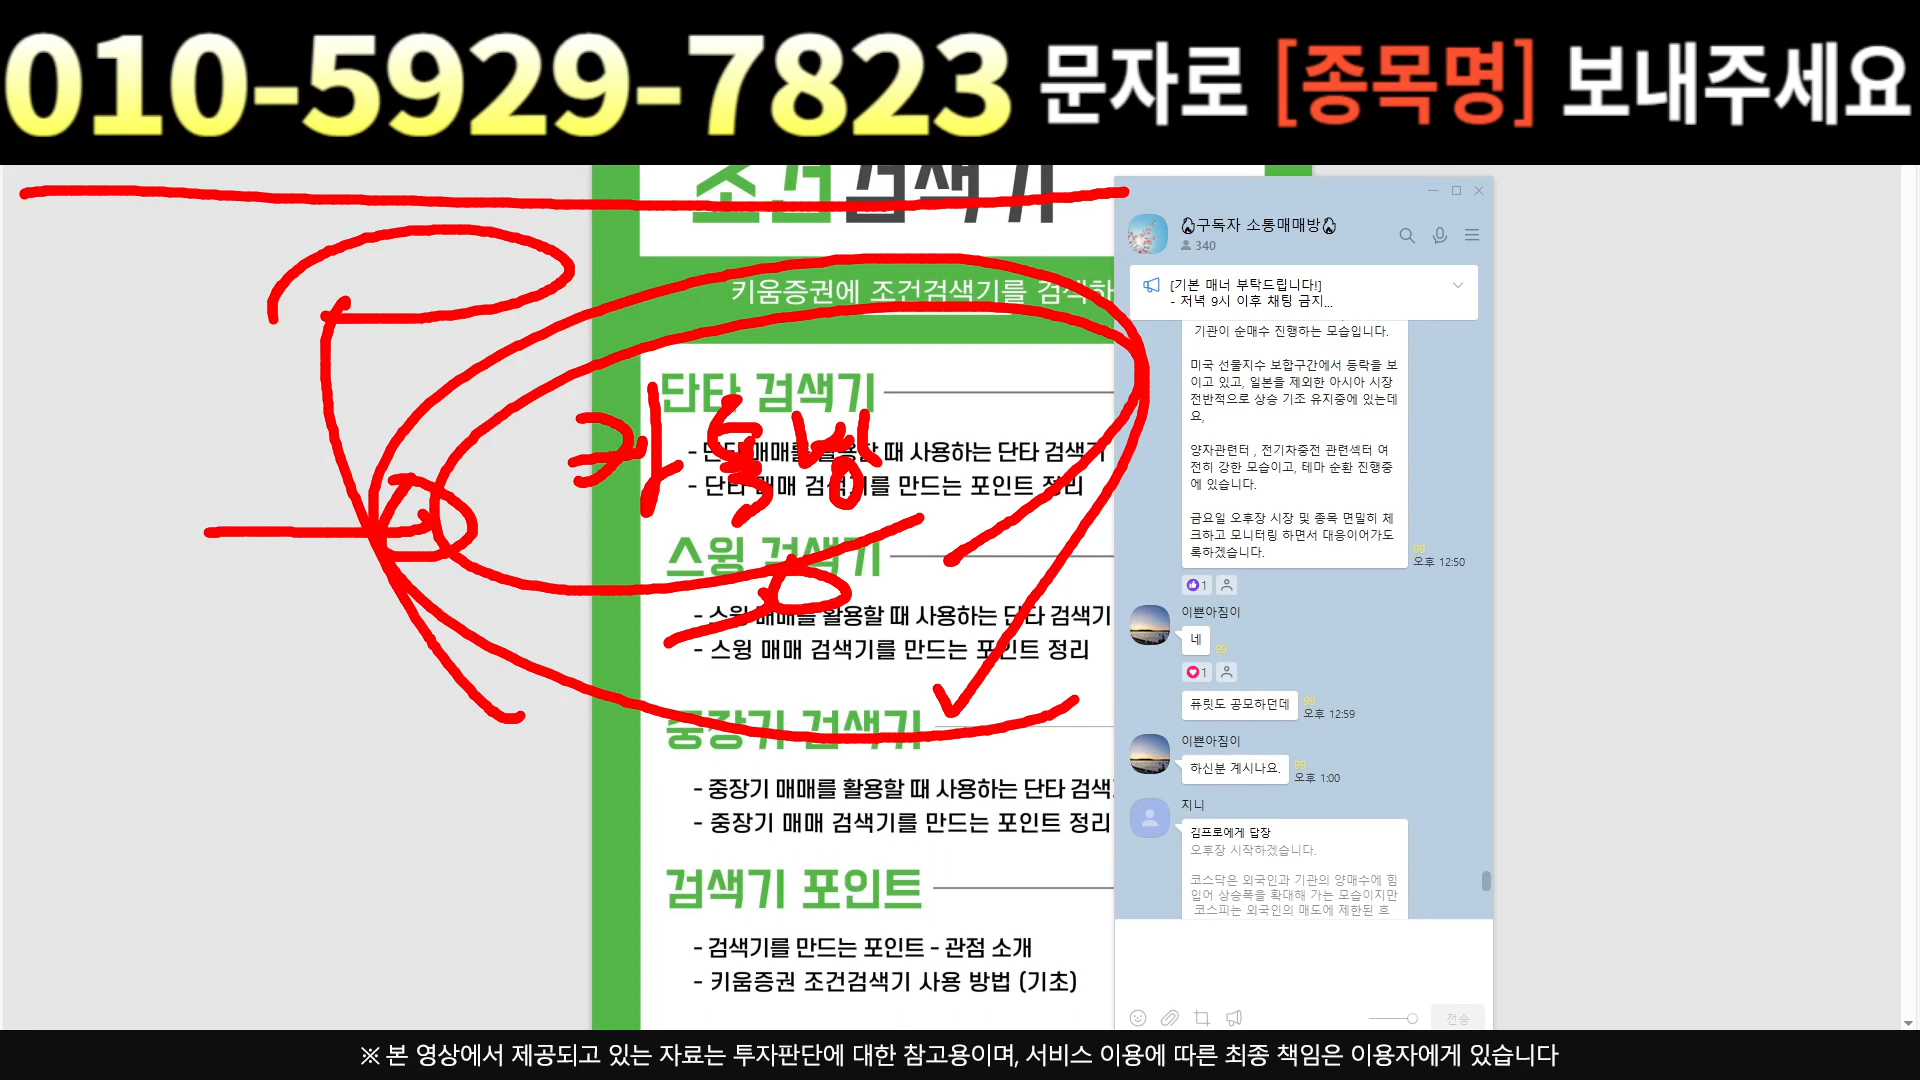 010-5929-7823 문자로 [종목명] 보내주세요
조건검색기
키움증권에 조건검색기를 검색하
단타 검색기
- 단타 매매를 활용할 때 사용하는 단타 검색기
- 단타 매매 검색기를 만드는 포인트 정리
카톡방
스윙 검색기
- 스윙 매매를 활용할 때 사용하는 단타 검색기
- 스윙 매매 검색기를 만드는 포인트 정리
중장기 검색기
- 중장기 매매를 활용할 때 사용하는 단타 검색
- 중장기 매매 검색기를 만드는 포인트 정리
검색기 포인트
- 검색기를 만드는 포인트 - 관점 소개
- 키움증권 조건검색기 사용 방법 (기초)
구독자 소통매매방
340
[기본 매너 부탁드립니다!]
- 저녁 9시 이후 채팅 금지...
기관이 순매수 진행하는 모습입니다.
미국 선물지수 보합구간에서 등락을 보
이고 있고, 일본을 제외한 아시아 시장
전반적으로 상승 기조 유지중에 있는데
요,
양자관련터 , 전기차충전 관련섹터 여
전히 강한 모습이고, 테마 순환 진행중
에 있습니다.
금요일 오후장 시장 및 종목 면밀히 체
크하고 모니터링 하면서 대응이어가도
록하겠습니다.
99
오후 12:50
1
이쁜아짐이
네
99
1
퓨릿도 공모하던데
99
오후 12:59
이쁜아짐이
하신분 계시나요.
99
오후 1:00
지니
김프로에게 답장
오후장 시작하겠습니다.
코스닥은 외국인과 기관의 양매수에 힘
입어 상승폭을 확대해 가는 모습이지만
코스피는 외국인의 매도에 제한된 흐
전송
※ 본 영상에서 제공되고 있는 자료는 투자판단에 대한 참고용이며, 서비스 이용에 따른 최종 책임은 이용자에게 있습니다